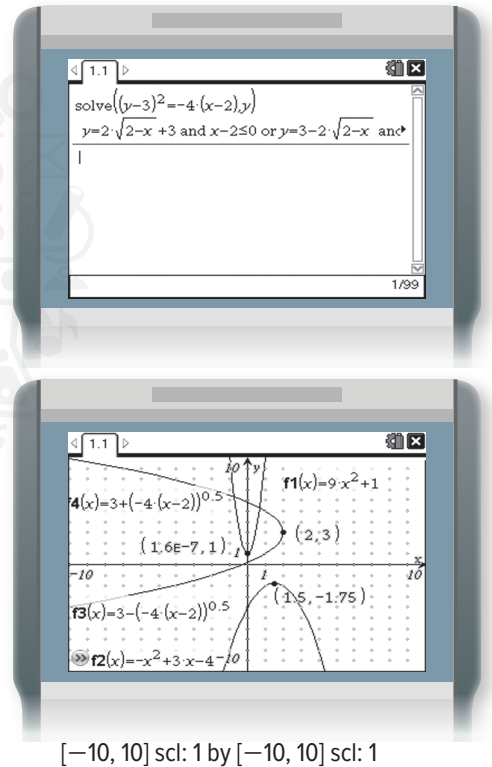 1.1
solve((y−3)²=−4·(x−2),y)
y=2·√2−x +3 and x−2≤0 or y=3−2·√2−x and
1/99
1.1
10 y
f1(x)=9·x²+1
f4(x)=3+(−4·(x−2))^0.5
(2,3)
(1.6E−7,1) 1
x
−10 1 10
(1.5,−1.75)
f3(x)=3−(−4·(x−2))^0.5
f2(x)=−x²+3·x−4 −10
[−10, 10] scl: 1 by [−10, 10] scl: 1